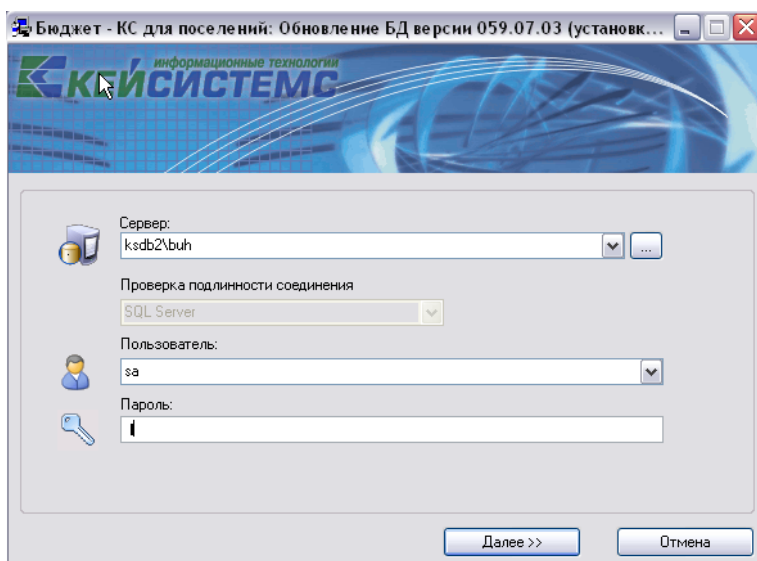 Бюджет - КС для поселений: Обновление БД версии 059.07.03 (установк...
информационные технологии
КЕЙСИСТЕМС
Сервер:
ksdb2\buh
...
Проверка подлинности соединения
SQL Server
Пользователь:
sa
Пароль:
Далее >>
Отмена